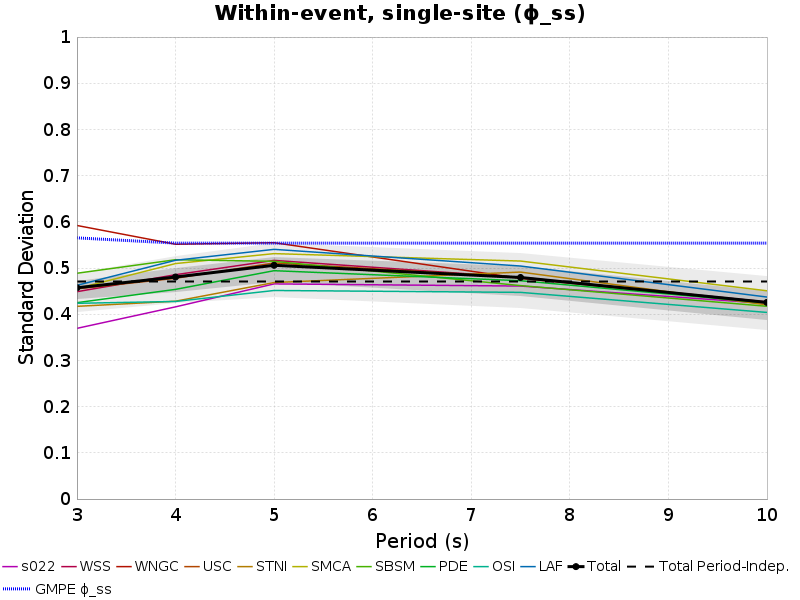 Within-event, single-site (ϕ_ss)
Standard Deviation
1
0.9
0.8
0.7
0.6
0.5
0.4
0.3
0.2
0.1
0
3 4 5 6 7 8 9 10
Period (s)
s022 WSS WNGC USC STNI SMCA SBSM PDE OSI LAF Total Total Period-Indep.
GMPE ϕ_ss